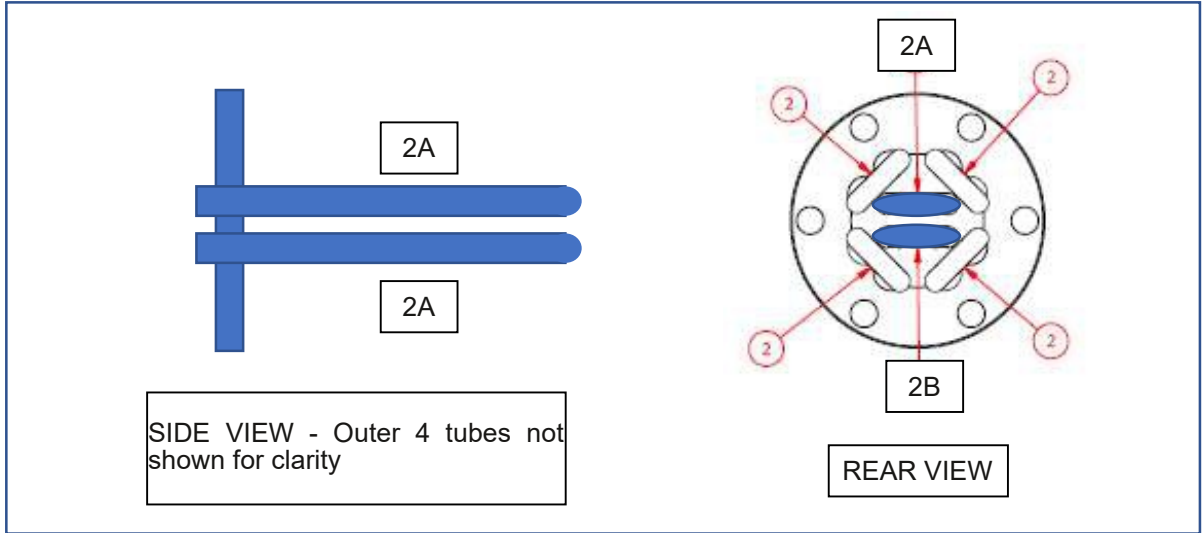 2A
2A
SIDE VIEW - Outer 4 tubes not
shown for clarity
2A
2
2
2
2
2B
REAR VIEW